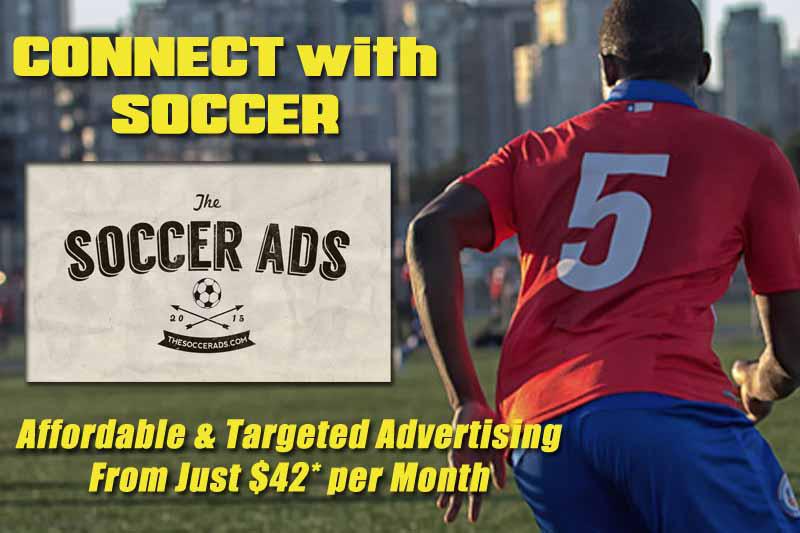 CONNECT with
SOCCER
The
SOCCER ADS
20 15
THESOCCERADS.COM
5
Affordable & Targeted Advertising
From Just $42* per Month